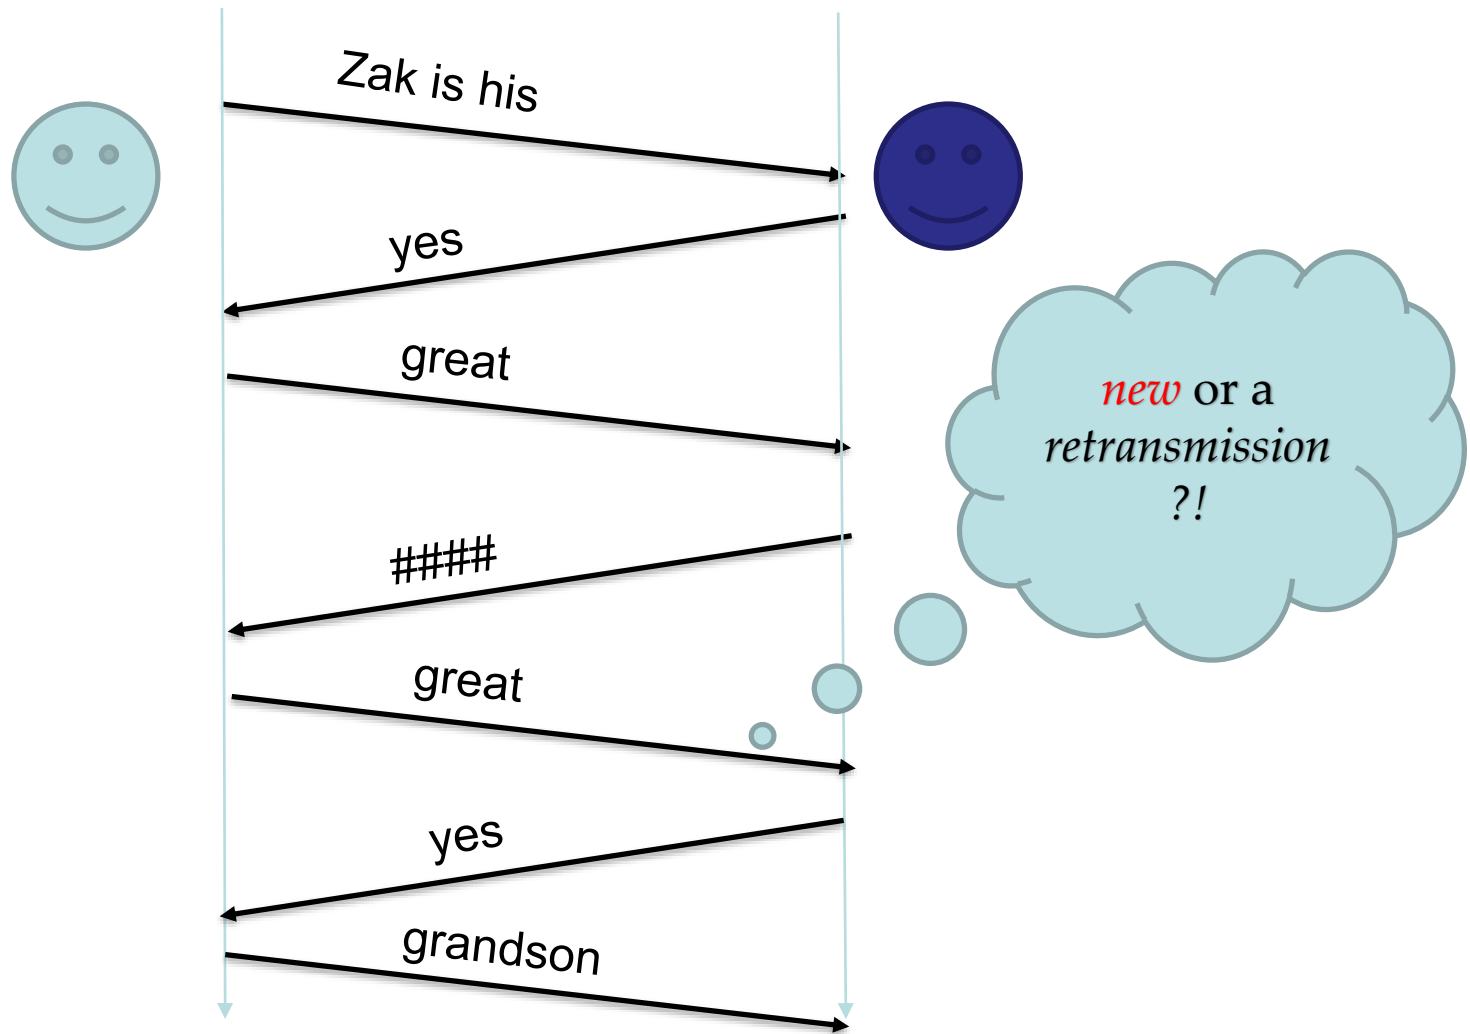 Zak is his
yes
great
new or a
retransmission
?!
####
great
yes
grandson